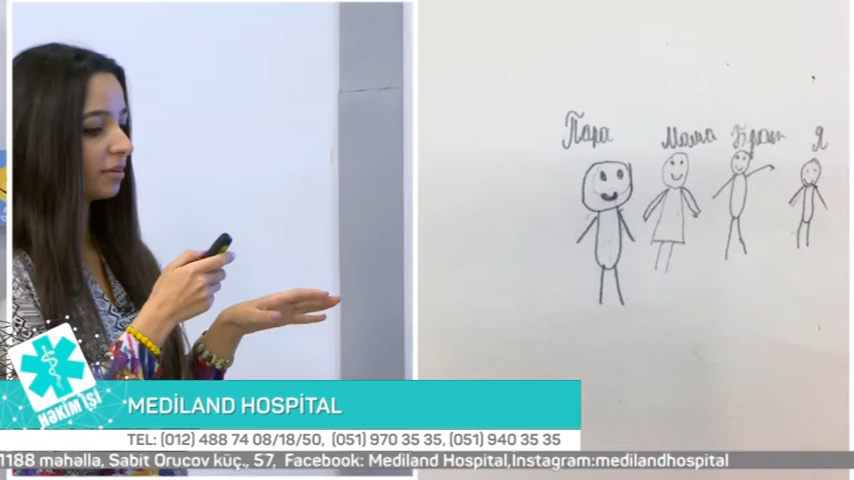 Папа Мама Брат Я
HƏKİM İŞİ
MEDİLAND HOSPİTAL
TEL: (012) 488 74 08/18/50, (051) 970 35 35, (051) 940 35 35
1188 məhəllə, Sabit Orucov küç., 57, Facebook: Mediland Hospital,Instagram:medilandhospital